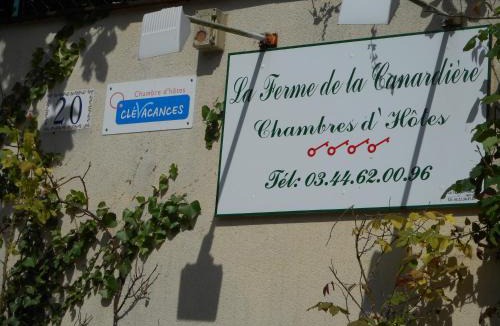 20
Chambre d'hôtes
CLÉVACANCES
La Ferme de la Canardière
Chambres d'Hôtes
Tél: 03.44.62.00.96